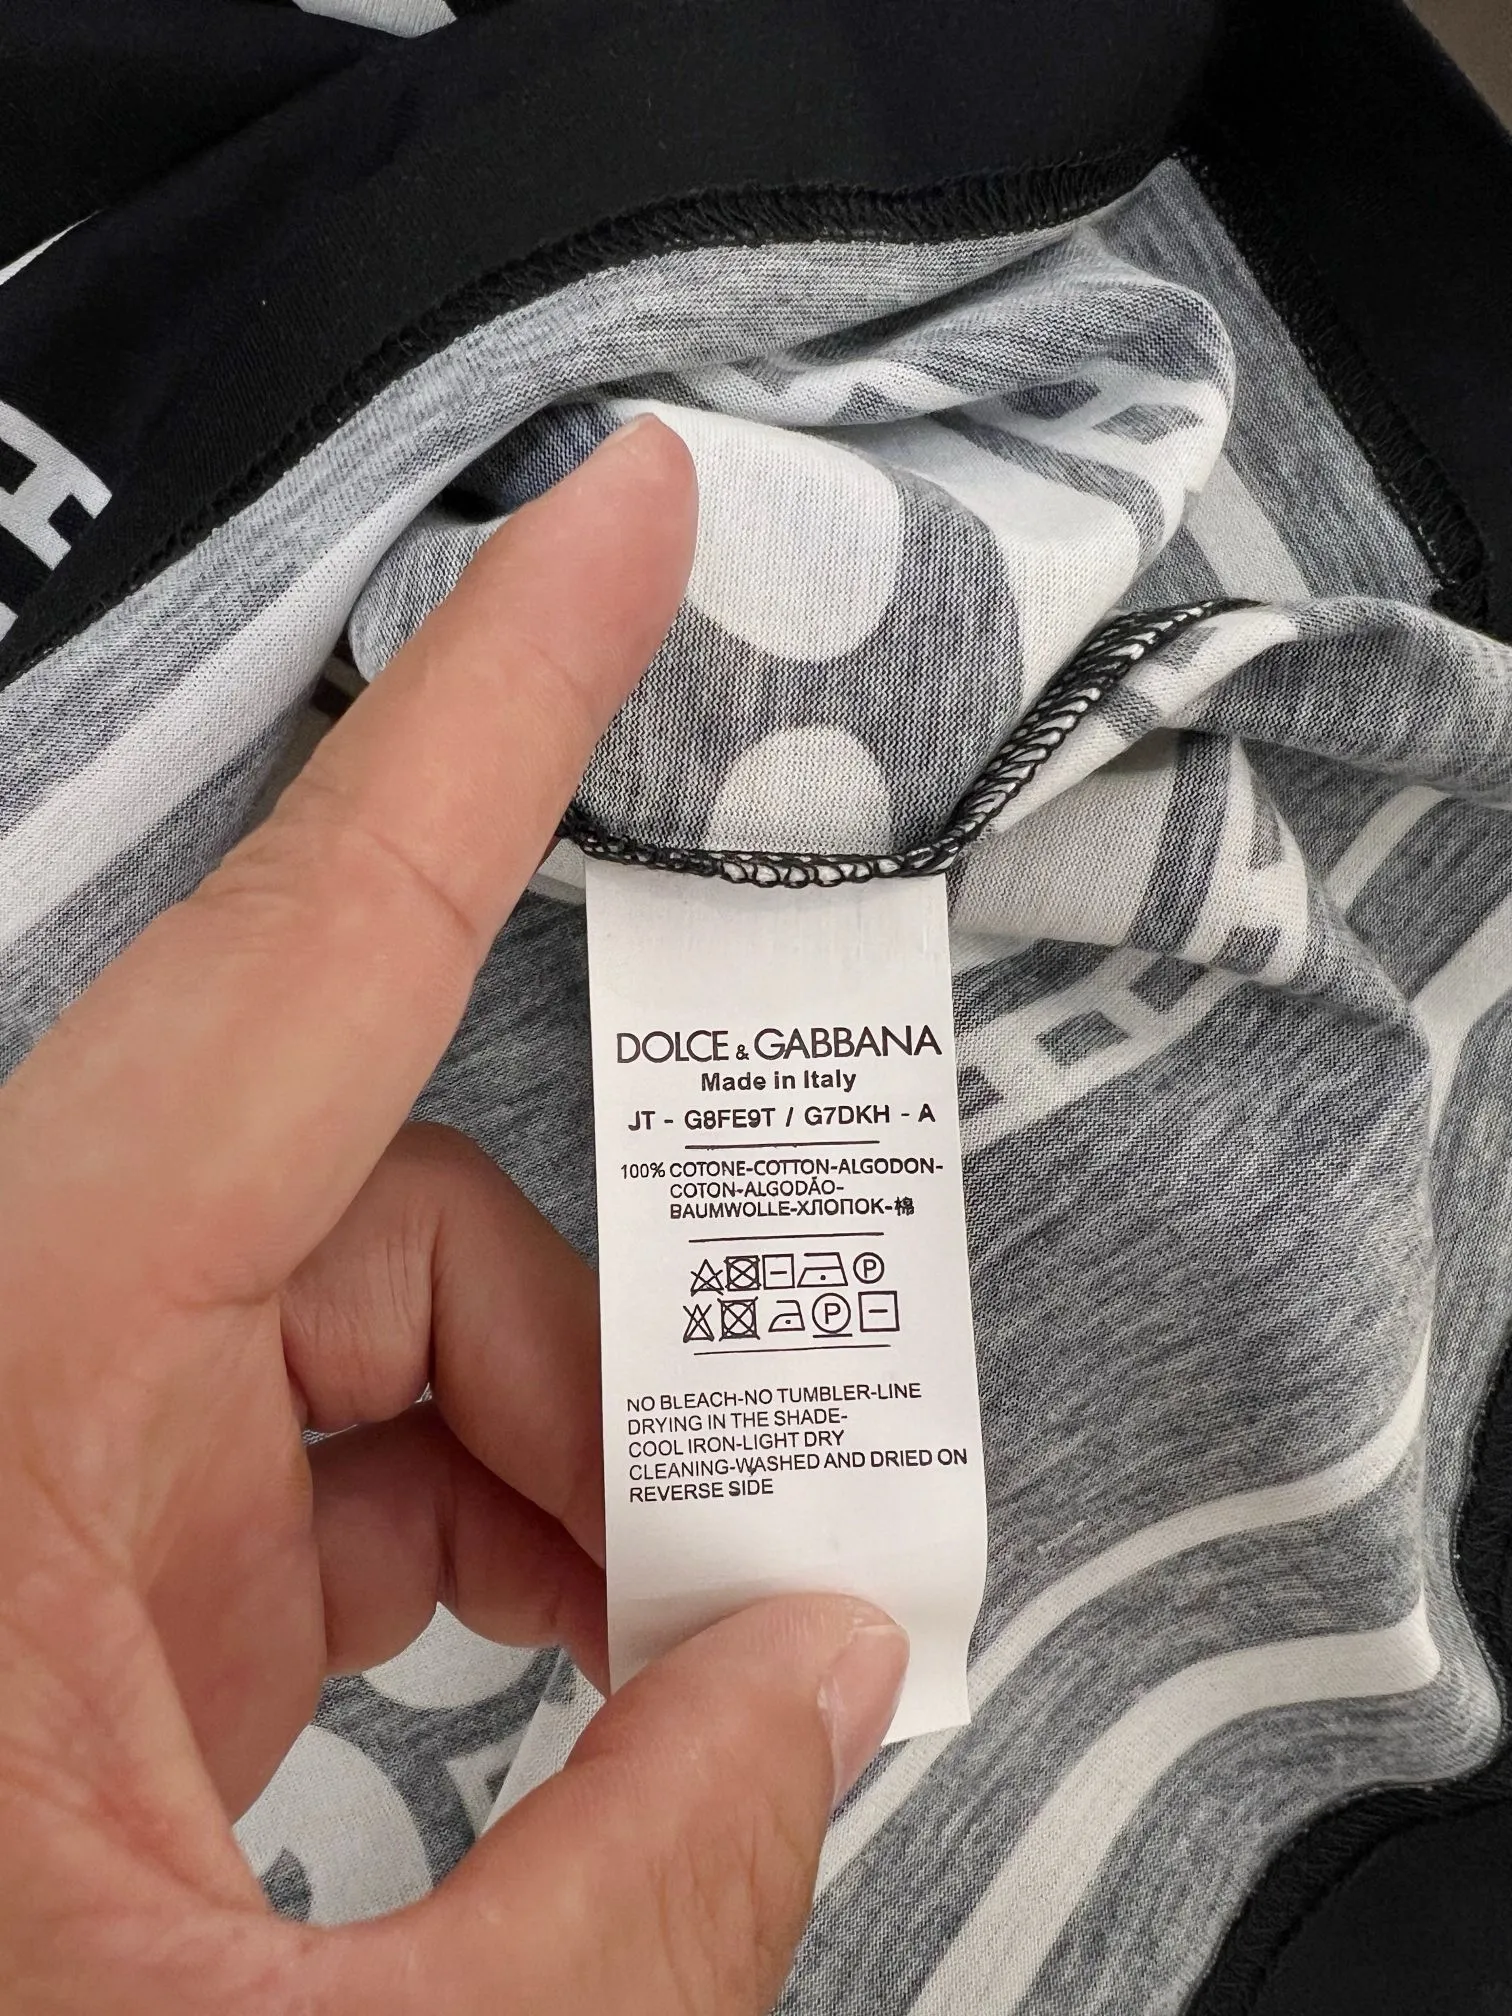 DOLCE & GABBANA
Made in Italy
JT - G8FE9T / G7DKH - A
100% COTONE-COTTON-ALGODON-
COTON-ALGODÃO-
BAUMWOLLE-ХЛОПОК-棉
P
P
NO BLEACH-NO TUMBLER-LINE
DRYING IN THE SHADE-
COOL IRON-LIGHT DRY
CLEANING-WASHED AND DRIED ON
REVERSE SIDE